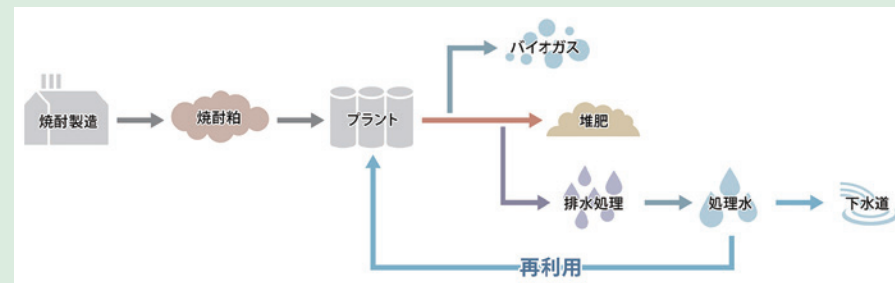 バイオガス
焼酎製造
焼酎粕
プラント
堆肥
排水処理
処理水
下水道
再利用